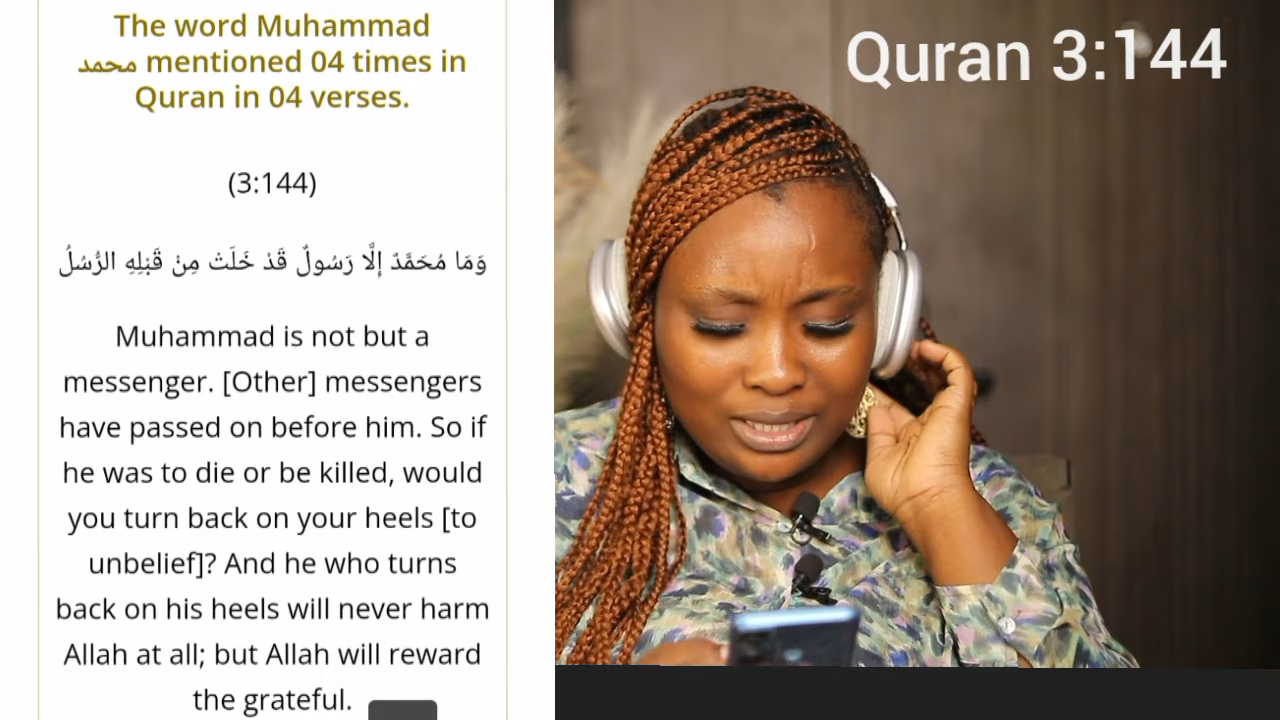 The word Muhammad
محمد mentioned 04 times in
Quran in 04 verses.
(3:144)
وَمَا مُحَمَّدٌ إِلَّا رَسُولٌ قَدْ خَلَتْ مِنْ قَبْلِهِ الرُّسُلُ
Muhammad is not but a
messenger. [Other] messengers
have passed on before him. So if
he was to die or be killed, would
you turn back on your heels [to
unbelief]? And he who turns
back on his heels will never harm
Allah at all; but Allah will reward
the grateful.
Quran 3:144